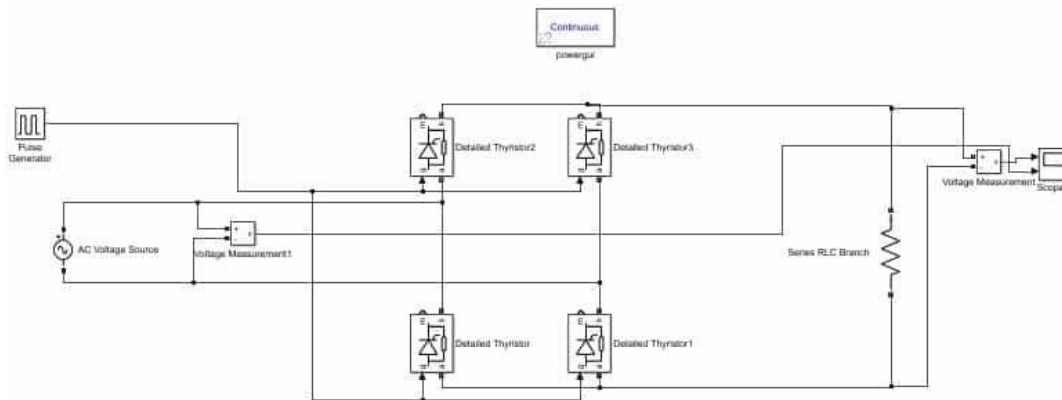 Continuous
powergui
Pulse
Generator
Detailed Thyristor2
Detailed Thyristor3
Voltage Measurement
Scope
AC Voltage Source
Voltage Measurement1
Series RLC Branch
Detailed Thyristor
Detailed Thyristor1